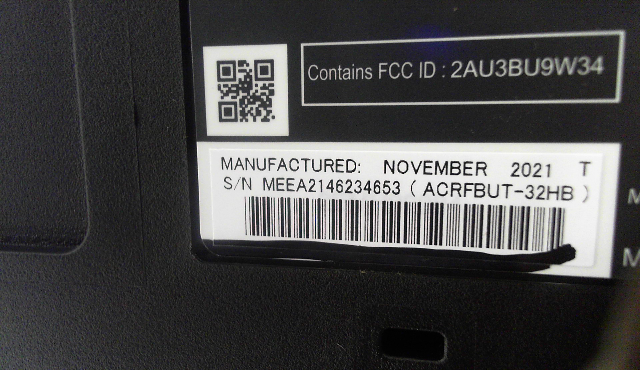 Contains FCC ID : 2AU3BU9W34
MANUFACTURED: NOVEMBER 2021 T
S/N MEEA2146234653 ( ACRFBUT-32HB )
M
M